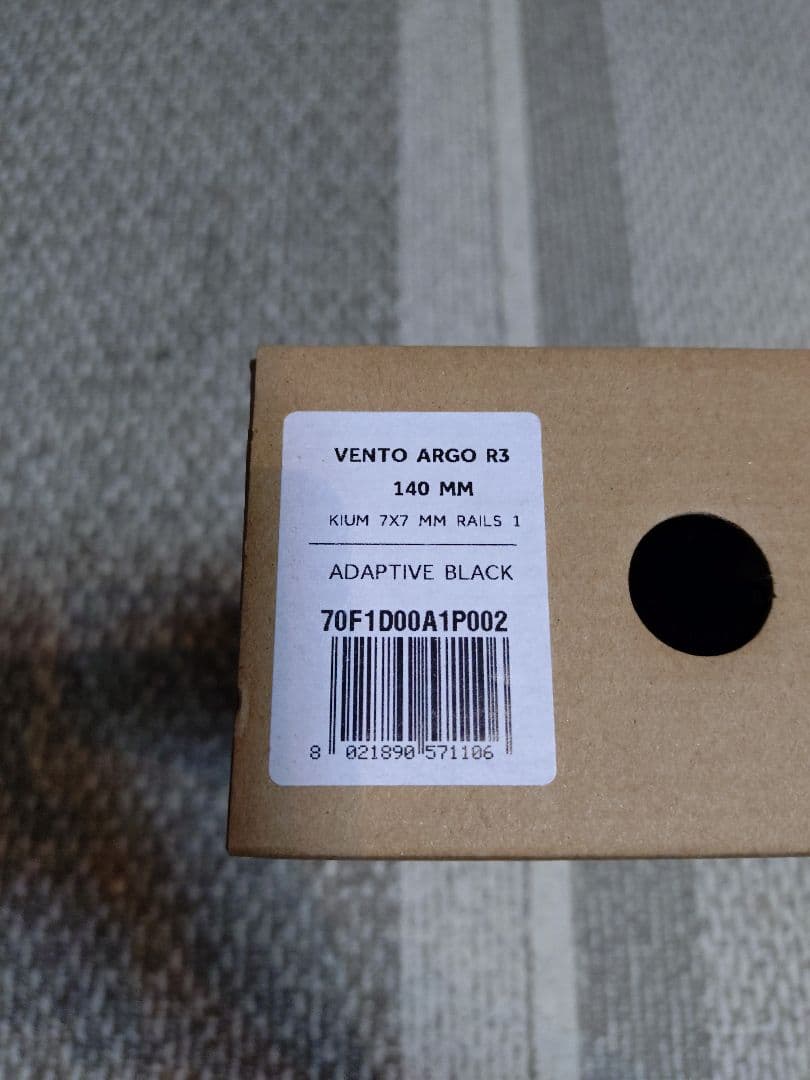 VENTO ARGO R3
140 MM
KIUM 7X7 MM RAILS 1
ADAPTIVE BLACK
70F1D00A1P002
8 021890 571106